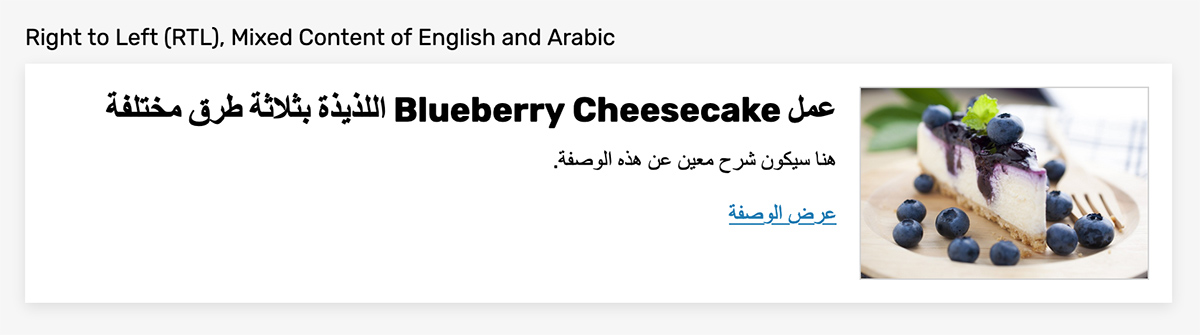 Right to Left (RTL), Mixed Content of English and Arabic
عمل Blueberry Cheesecake اللذيذة بثلاثة طرق مختلفة
هنا سيكون شرح معين عن هذه الوصفة.
عرض الوصفة